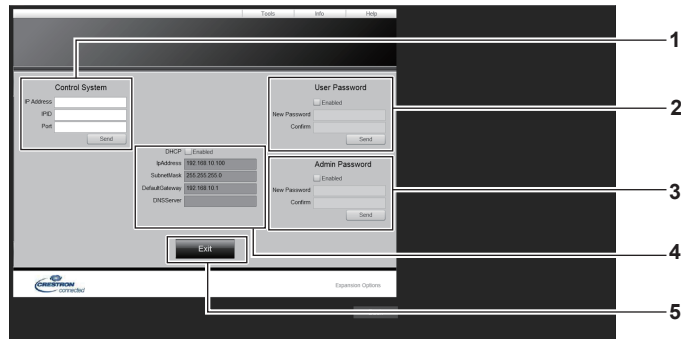 Tools Info Help
1
Control System
IP Address
IPID
Port
Send
User Password
Enabled
New Password
Confirm
Send
2
DHCP Enabled
IpAddress 192.168.10.100
SubnetMask 255.255.255.0
DefaultGateway 192.168.10.1
DNSServer
Admin Password
Enabled
New Password
Confirm
Send
3
Exit
4
CRESTRON
connected
Expansion Options
5